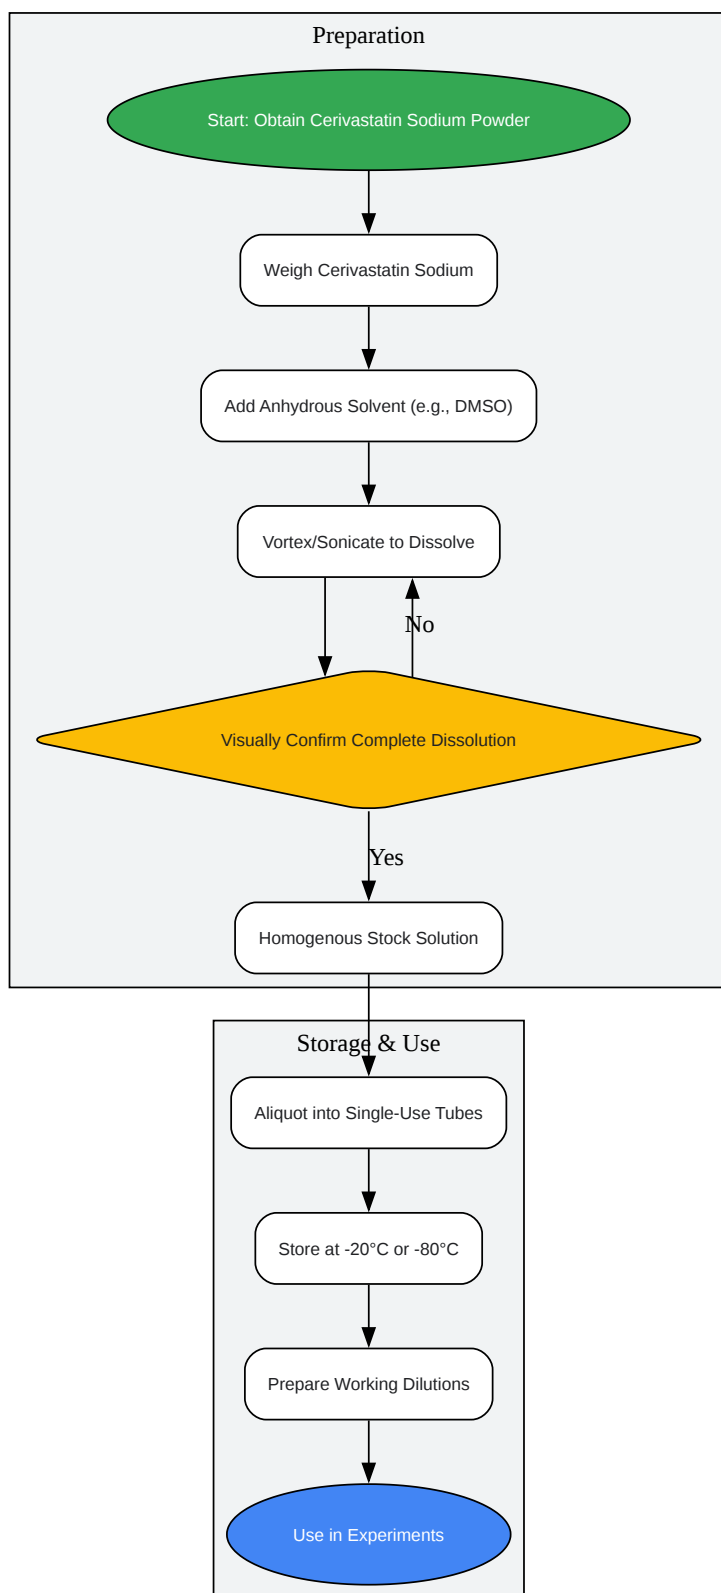 Preparation
Start: Obtain Cerivastatin Sodium Powder
Weigh Cerivastatin Sodium
Add Anhydrous Solvent (e.g., DMSO)
Vortex/Sonicate to Dissolve
No
Visually Confirm Complete Dissolution
Yes
Homogenous Stock Solution
Storage & Use
Aliquot into Single-Use Tubes
Store at -20°C or -80°C
Prepare Working Dilutions
Use in Experiments